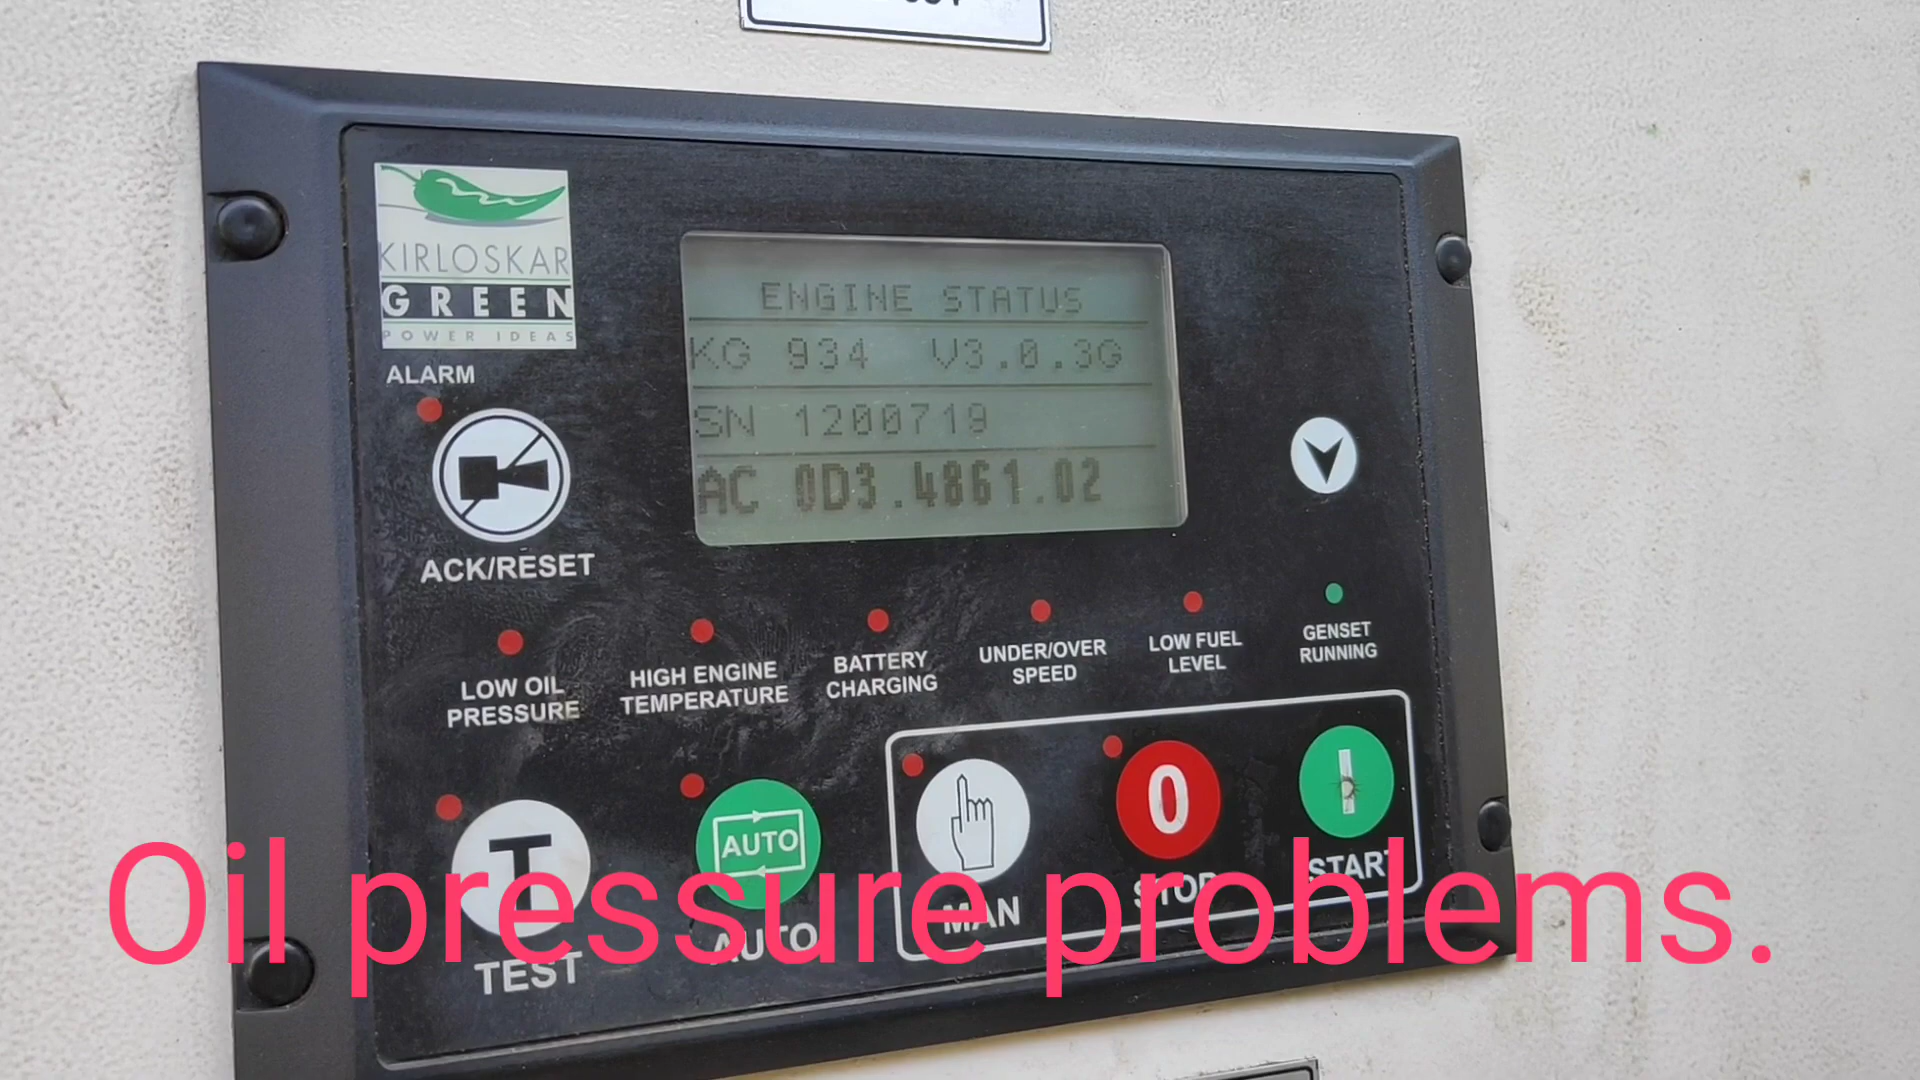 KIRLOSKAR
GREEN
POWER IDEAS
ALARM
ACK/RESET
ENGINE STATUS
KG 934 V3.0.3G
SN 1200719
AC 0D3.4861.02
LOW OIL
PRESSURE
HIGH ENGINE
TEMPERATURE
BATTERY
CHARGING
UNDER/OVER
SPEED
LOW FUEL
LEVEL
GENSET
RUNNING
T
TEST
AUTO
AUTO
MAN
0
STOP
I
START
Oil pressure problems.